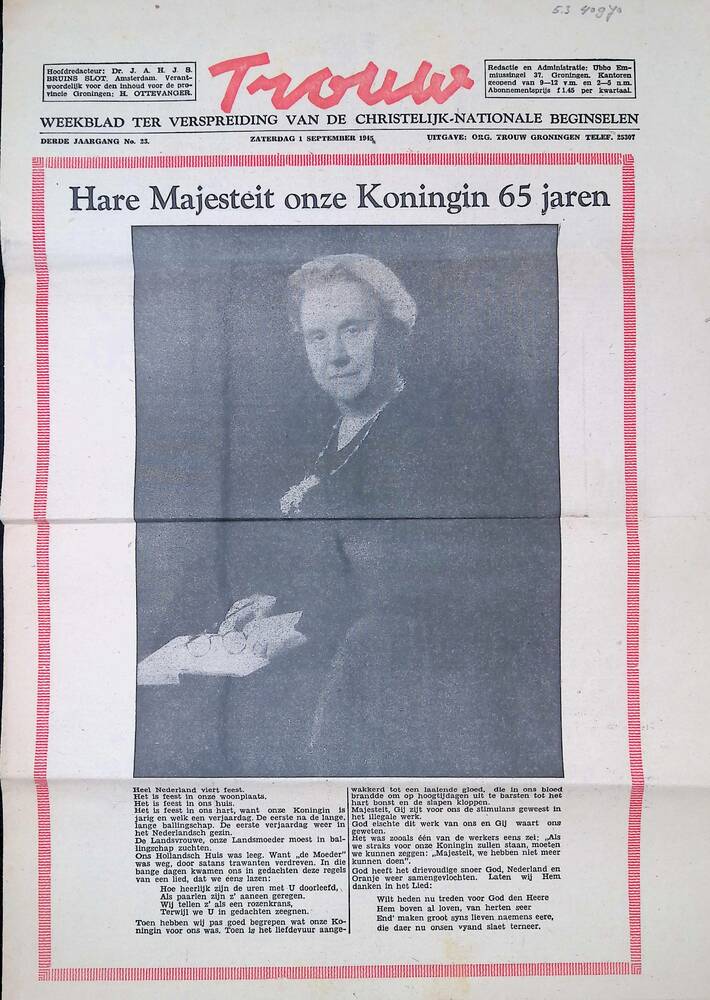 Hoofdredacteur: Dr. J. A. H. J. S.
BRUINS SLOT, Amsterdam. Verant-
woordelijk voor den inhoud voor de pro-
vincie Groningen: H. OTTEVANGER.
Trouw
Redactie en Administratie: Ubbo Em-
miussingel 37, Groningen. Kantoren
geopend van 9—12 v.m. en 2—5 n.m.
Abonnementsprijs f 1.45 per kwartaal.
WEEKBLAD TER VERSPREIDING VAN DE CHRISTELIJK-NATIONALE BEGINSELEN
DERDE JAARGANG No. 23. ZATERDAG 1 SEPTEMBER 1945 UITGAVE: ORG. TROUW GRONINGEN TELEF. 25307
Hare Majesteit onze Koningin 65 jaren
Heel Nederland viert feest.
Het is feest in onze woonplaats.
Het is feest in ons huis.
Het is feest in ons hart, want onze Koningin is
jarig en welk een verjaardag. De eerste na de lange,
lange ballingschap. De eerste verjaardag weer in
het Nederlandsch gezin.
De Landsvrouwe, onze Landsmoeder moest in bal-
lingschap zuchten.
Ons Hollandsch Huis was leeg. Want „de Moeder"
was weg, door satans trawanten verdreven. In die
bange dagen kwamen ons in gedachten deze regels
van een lied, dat we eens lazen:
Hoe heerlijk zijn de uren met U doorleefd,
Als paarlen zijn z' aaneen geregen.
Wij tellen z' als een rozenkrans,
Terwijl we U in gedachten zeegnen.
Toen hebben wij pas goed begrepen wat onze Ko-
ningin voor ons was. Toen is het liefdevuur aange-
wakkerd tot een laaiende gloed, die in ons bloed
brandde om op hoogtijdagen uit te barsten tot het
hart bonst en de slapen kloppen.
Majesteit, Gij zijt voor ons de stimulans geweest in
het illegale werk.
God eischte dit werk van ons en Gij waart ons
geweten.
Het was zooals één van de werkers eens zei: „Als
we straks voor onze Koningin zullen staan, moeten
we kunnen zeggen: „Majesteit, we hebben niet meer
kunnen doen".
God heeft het drievoudige snoer God, Nederland en
Oranje weer samengevlochten. Laten wij Hem
danken in het Lied:
Wilt heden nu treden voor God den Heere
Hem boven al loven, van herten seer
End' maken groot syns lieven naemens eere,
die daer nu onsen vyand slaet terneer.